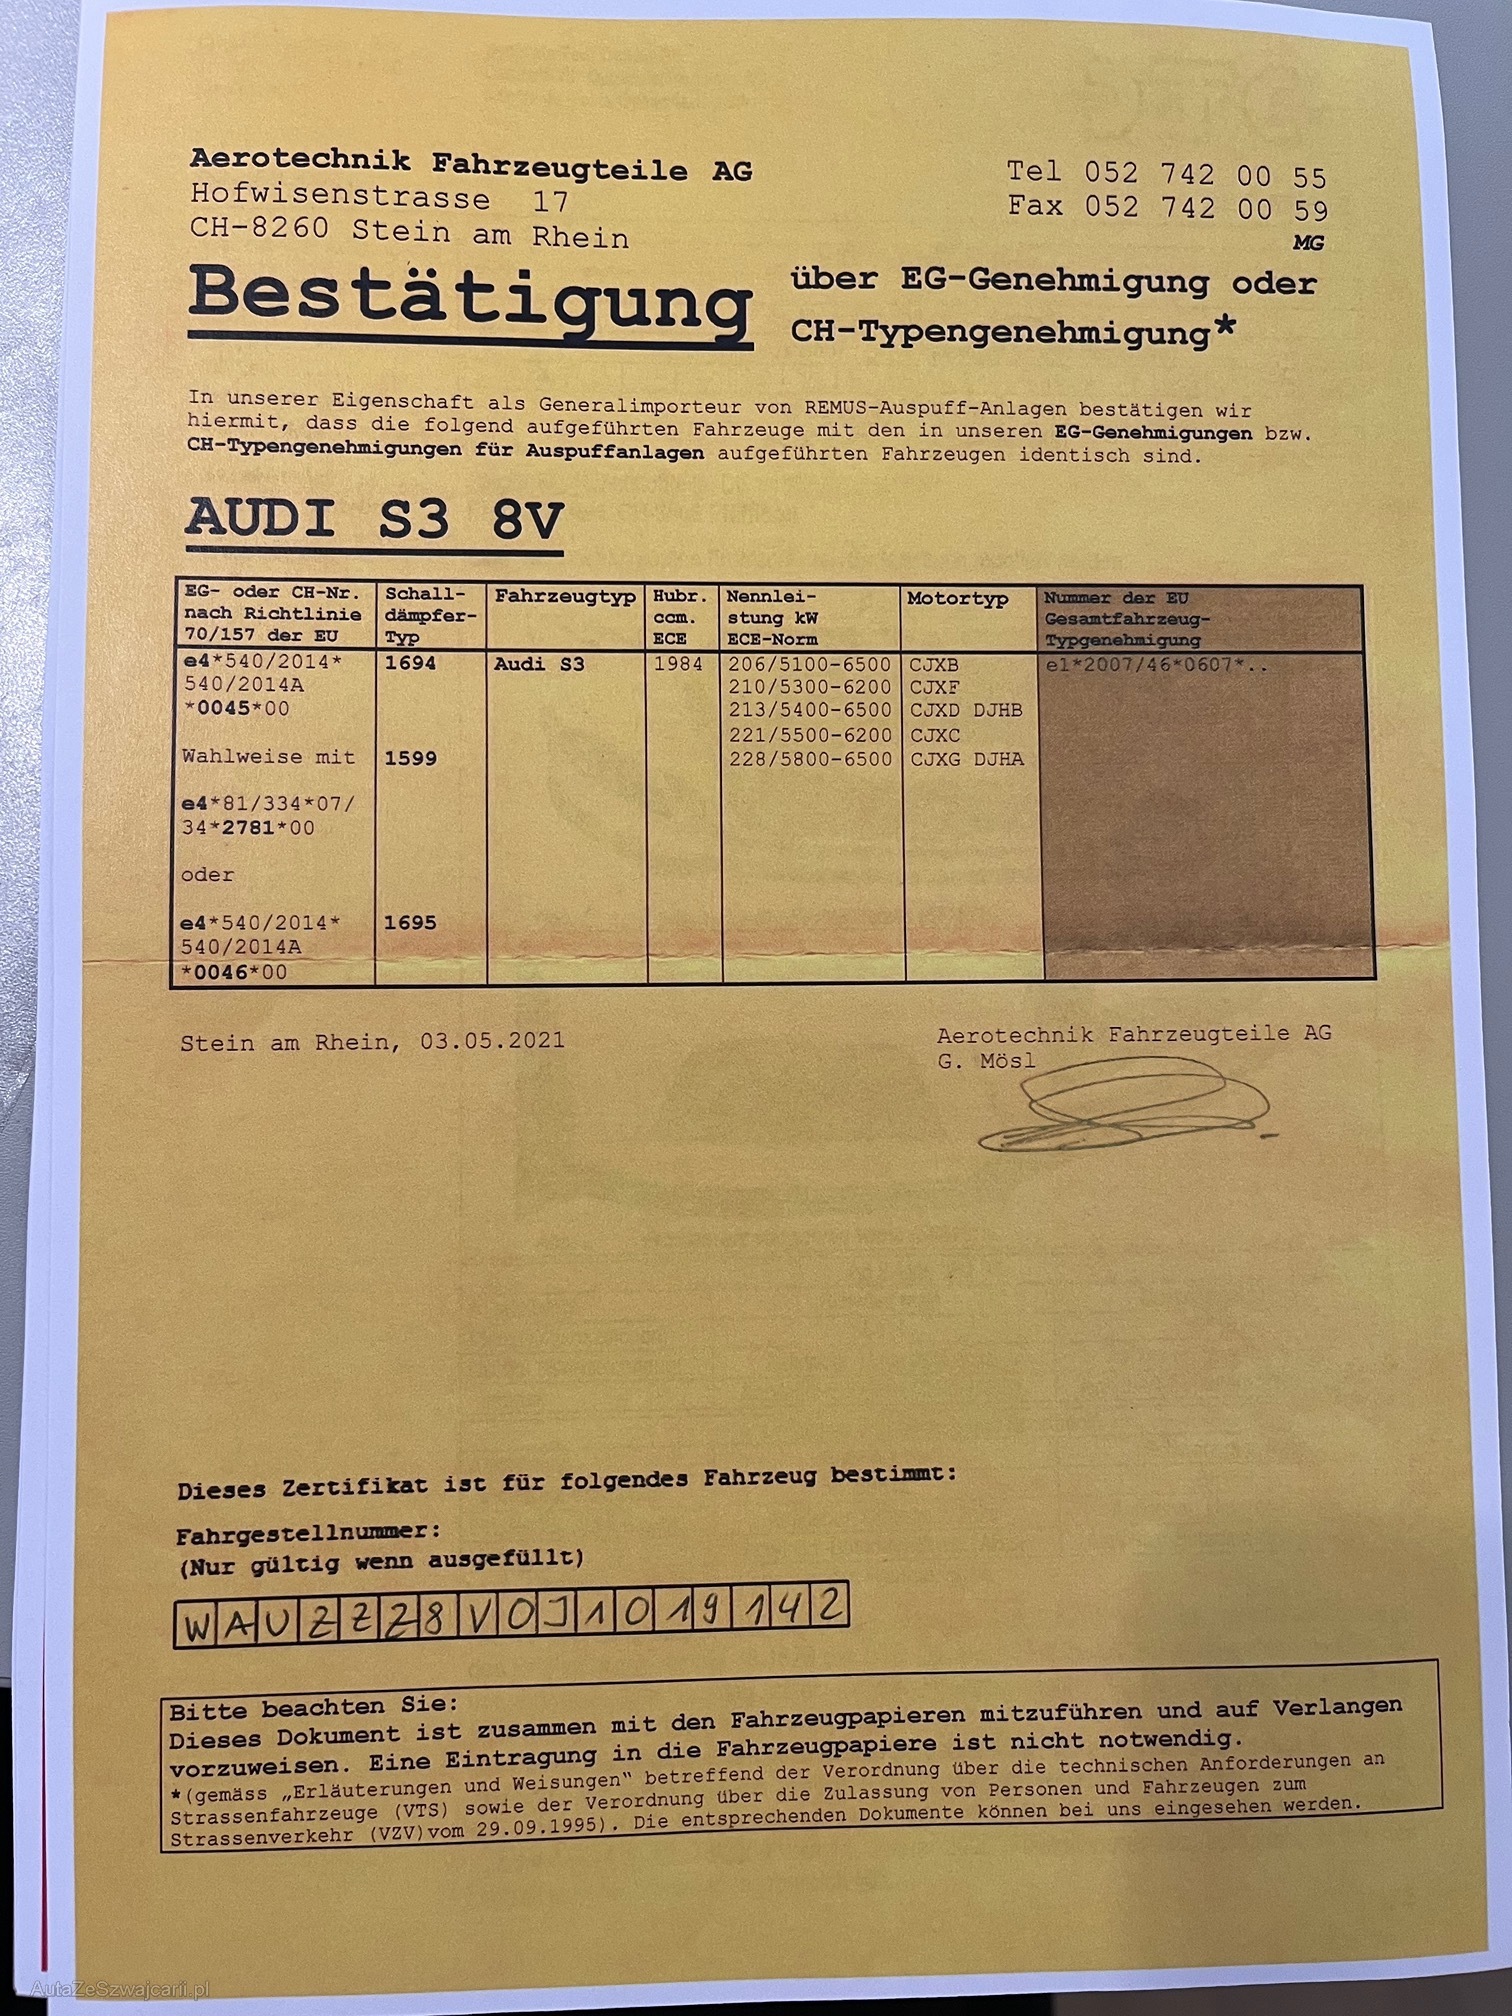 Aerotechnik Fahrzeugteile AG
Hofwisenstrasse 17
CH-8260 Stein am Rhein
Tel 052 742 00 55
Fax 052 742 00 59
MG
Bestätigung
über EG-Genehmigung oder
CH-Typengenehmigung*
In unserer Eigenschaft als Generalimporteur von REMUS-Auspuff-Anlagen bestätigen wir
hiermit, dass die folgend aufgeführten Fahrzeuge mit den in unseren EG-Genehmigungen bzw.
CH-Typengenehmigungen für Auspuffanlagen aufgeführten Fahrzeugen identisch sind.
AUDI S3 8V
EG- oder CH-Nr. Schall- Fahrzeugtyp Hubr. Nennlei- Motortyp Nummer der EU
nach Richtlinie dämpfer- ccm. stung kW Gesamtfahrzeug-
70/157 der EU Typ ECE ECE-Norm Typgenehmigung
e4*540/2014* 1694 Audi S3 1984 206/5100-6500 CJXB e1*2007/46*0607*..
540/2014A 210/5300-6200 CJXF
*0045*00 213/5400-6500 CJXD DJHB
221/5500-6200 CJXC
Wahlweise mit 1599 228/5800-6500 CJXG DJHA
e4*81/334*07/
34*2781*00
oder
e4*540/2014* 1695
540/2014A
*0046*00
Stein am Rhein, 03.05.2021
Aerotechnik Fahrzeugteile AG
G. Mösl
Dieses Zertifikat ist für folgendes Fahrzeug bestimmt:
Fahrgestellnummer:
(Nur gültig wenn ausgefüllt)
WAUZZZ8V0J1019142
Bitte beachten Sie:
Dieses Dokument ist zusammen mit den Fahrzeugpapieren mitzuführen und auf Verlangen
vorzuweisen. Eine Eintragung in die Fahrzeugpapiere ist nicht notwendig.
*(gemäss „Erläuterungen und Weisungen" betreffend der Verordnung über die technischen Anforderungen an
Strassenfahrzeuge (VTS) sowie der Verordnung über die Zulassung von Personen und Fahrzeugen zum
Strassenverkehr (VZV)vom 29.09.1995). Die entsprechenden Dokumente können bei uns eingesehen werden.
AutaZeSzwajcarii.pl